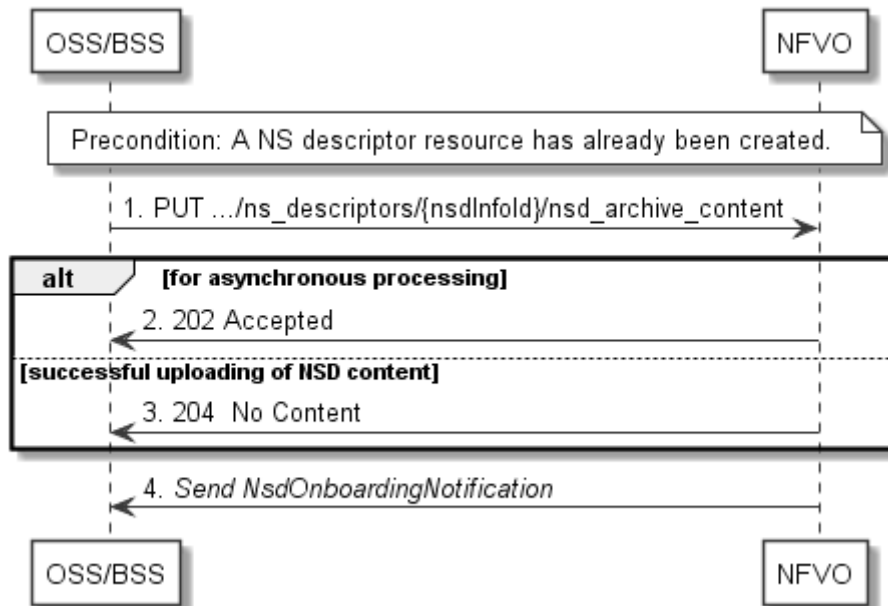 OSS/BSS
NFVO
Precondition: A NS descriptor resource has already been created.
1. PUT .../ns_descriptors/{nsdInfoId}/nsd_archive_content
alt
[for asynchronous processing]
2. 202 Accepted
[successful uploading of NSD content]
3. 204  No Content
4. Send NsdOnboardingNotification
OSS/BSS
NFVO